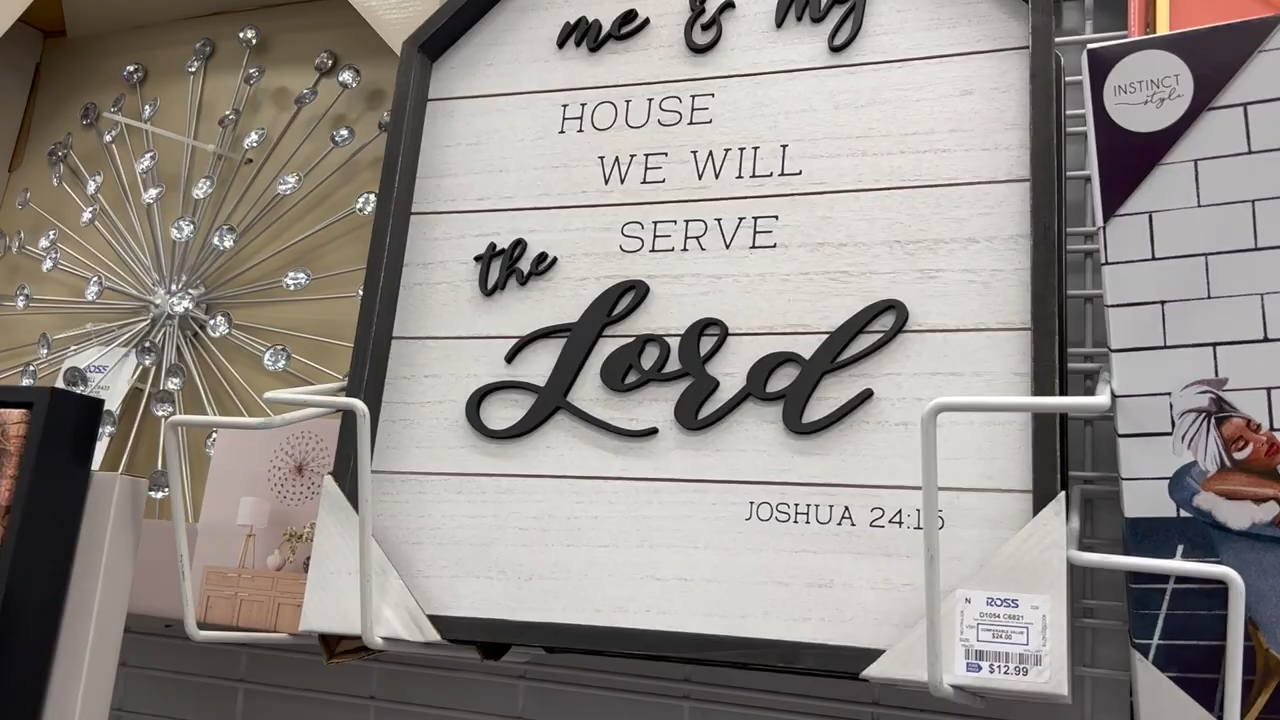 me & my
HOUSE
WE WILL
SERVE
the
Lord
JOSHUA 24:15
INSTINCT
style
ROSS
N ROSS
D1054 C6821
COMPARABLE VALUE
$24.00
$12.99